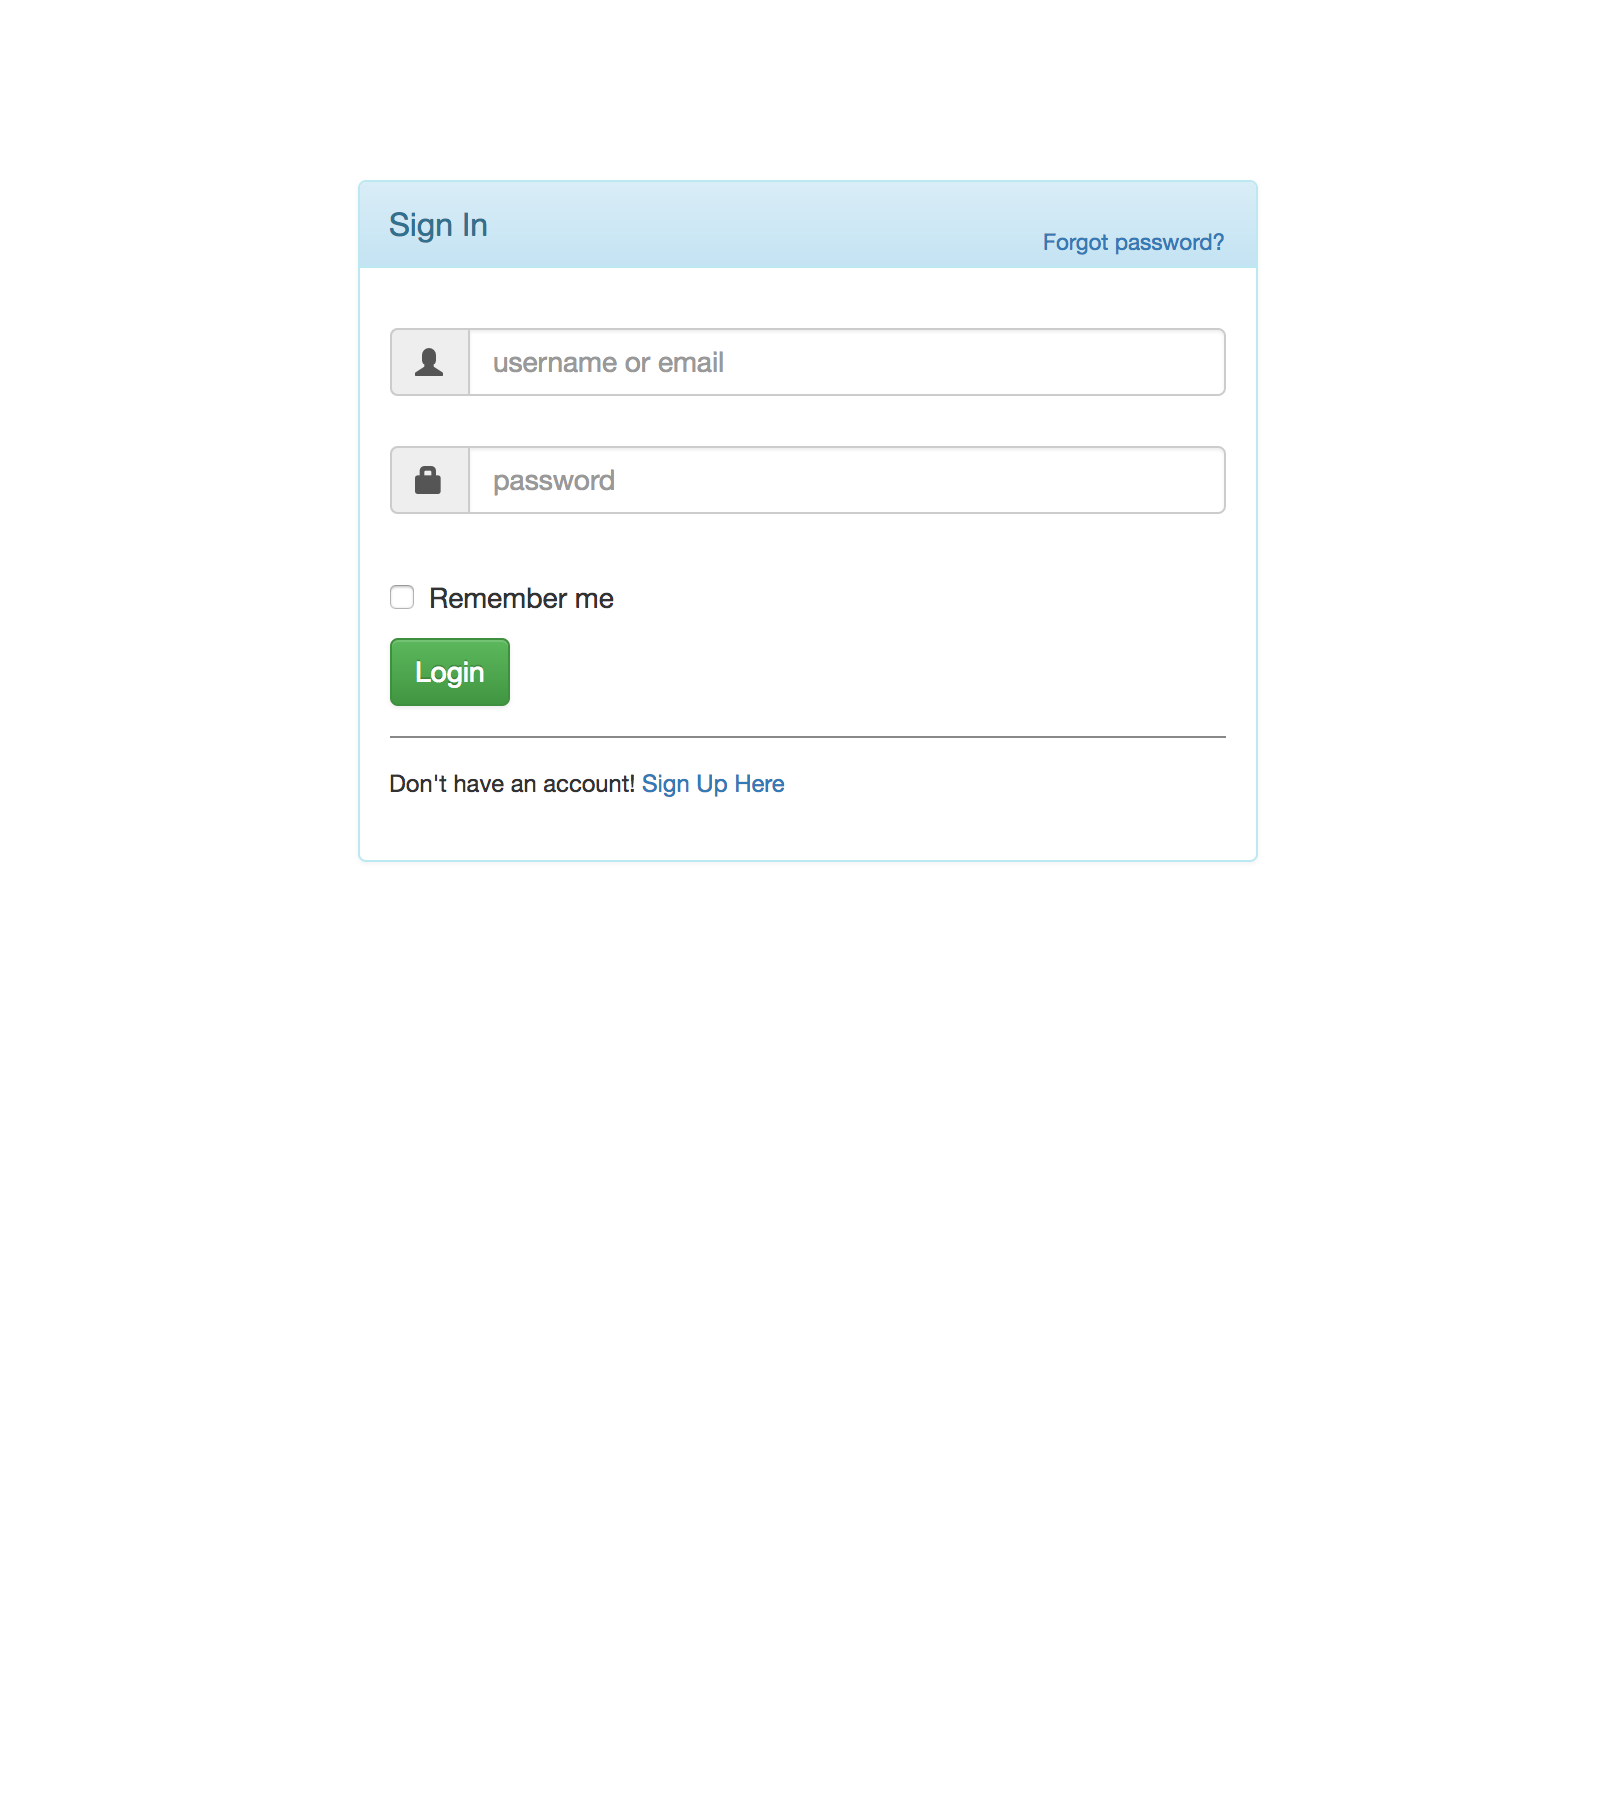 Sign In
Forgot password?
username or email
password
Remember me
Login
Don't have an account! Sign Up Here